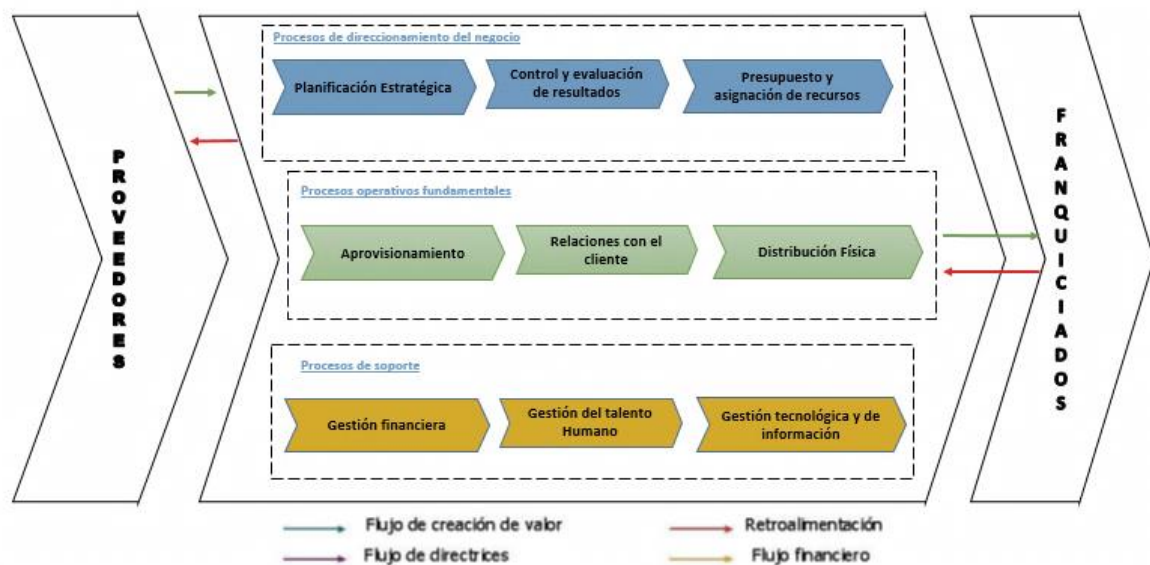 Procesos de direccionamiento del negocio
Planificación Estratégica
Control y evaluación
de resultados
Presupuesto y
asignación de recursos
PROVEEDORES
Procesos operativos fundamentales
Aprovisionamiento
Relaciones con el
cliente
Distribución Física
FRANQUICIADOS
Procesos de soporte
Gestión financiera
Gestión del talento
Humano
Gestión tecnológica y de
información
Flujo de creación de valor
Retroalimentación
Flujo de directrices
Flujo financiero